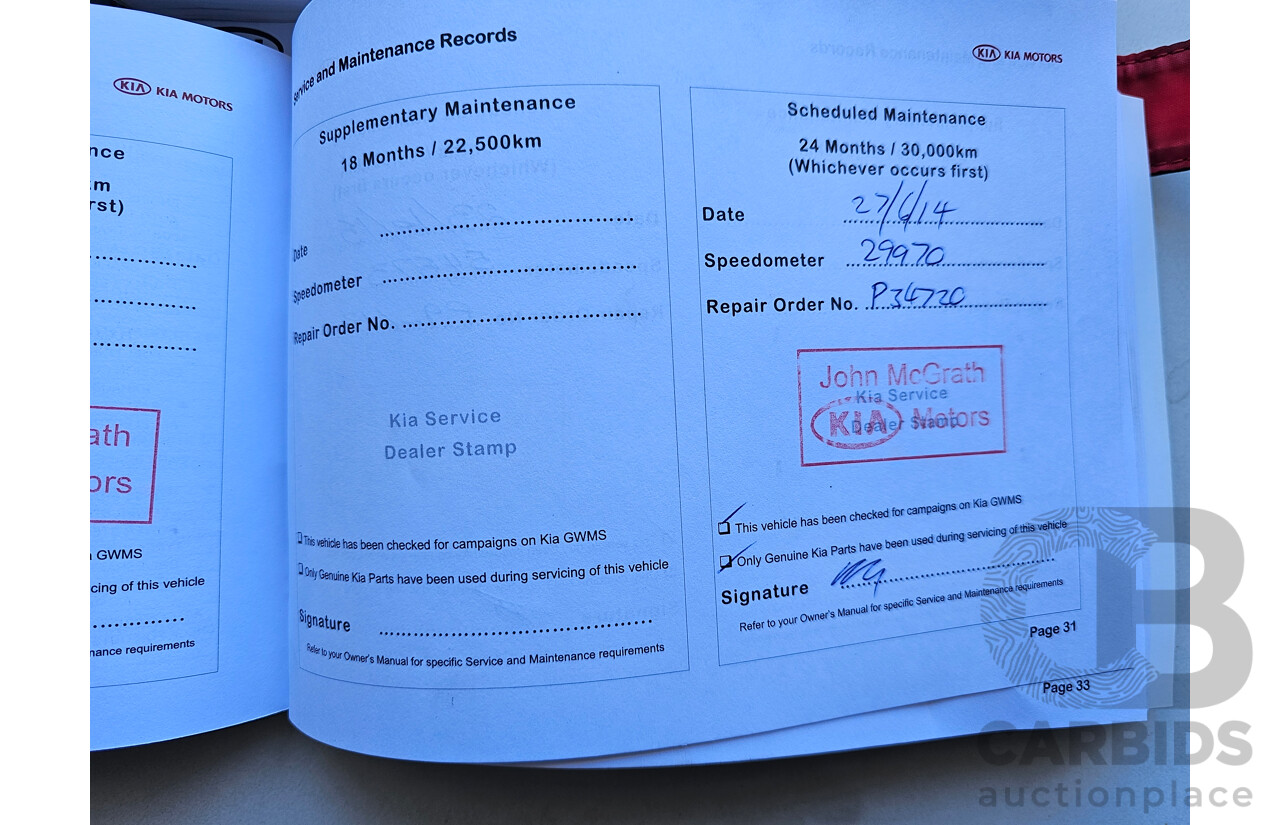 KIA KIA MOTORS
nce
m
rst)
ath
ors
GWMS
cing of this vehicle
nance requirements
Service and Maintenance Records
Supplementary Maintenance
18 Months / 22,500km
Date
Speedometer
Repair Order No.
Kia Service
Dealer Stamp
This vehicle has been checked for campaigns on Kia GWMS
Only Genuine Kia Parts have been used during servicing of this vehicle
Signature
Refer to your Owner's Manual for specific Service and Maintenance requirements
KIA KIA MOTORS
Scheduled Maintenance
24 Months / 30,000km
(Whichever occurs first)
Date 27/6/14
Speedometer 29970
Repair Order No. P34720
John McGrath
Kia Service
KIA Motors
Dealer Stamp
This vehicle has been checked for campaigns on Kia GWMS
Only Genuine Kia Parts have been used during servicing of this vehicle
Signature
Refer to your Owner's Manual for specific Service and Maintenance requirements
Page 31
Page 33
CARBIDS
auctionplace